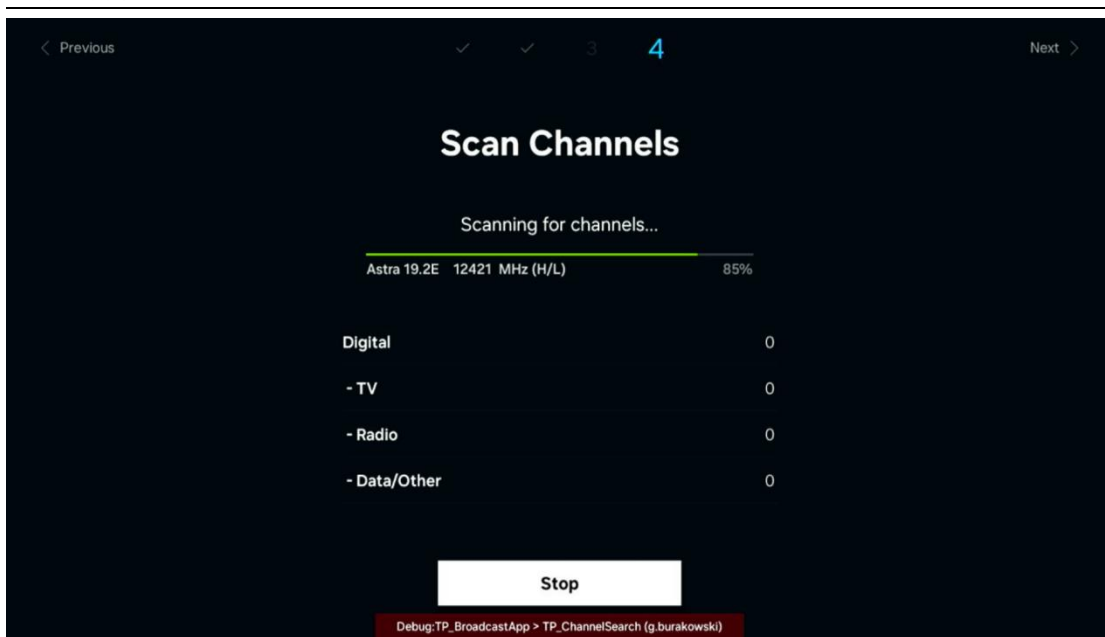 Previous 3 4 Next
Scan Channels
Scanning for channels...
Astra 19.2E 12421 MHz (H/L) 85%
Digital 0
- TV 0
- Radio 0
- Data/Other 0
Stop
Debug:TP_BroadcastApp > TP_ChannelSearch (g.burakowski)